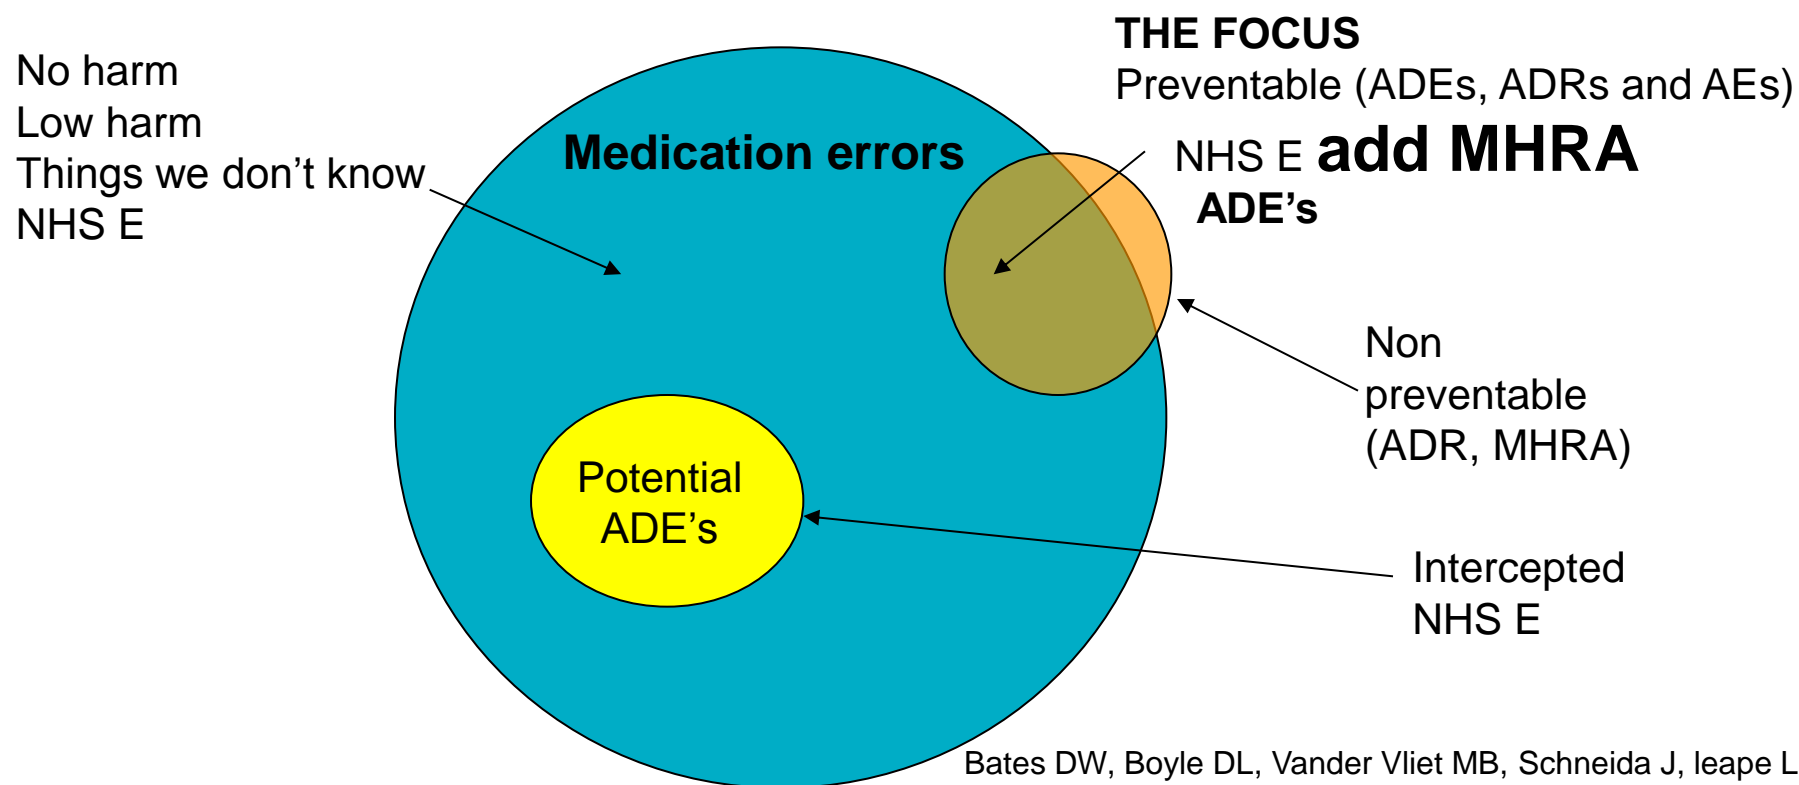 No harm
Low harm
Things we don’t know
NHS E
Medication errors
THE FOCUS
Preventable (ADEs, ADRs and AEs)
NHS E add MHRA
ADE’s
Non
preventable
(ADR, MHRA)
Potential
ADE’s
Intercepted
NHS E
Bates DW, Boyle DL, Vander Vliet MB, Schneida J, leape L